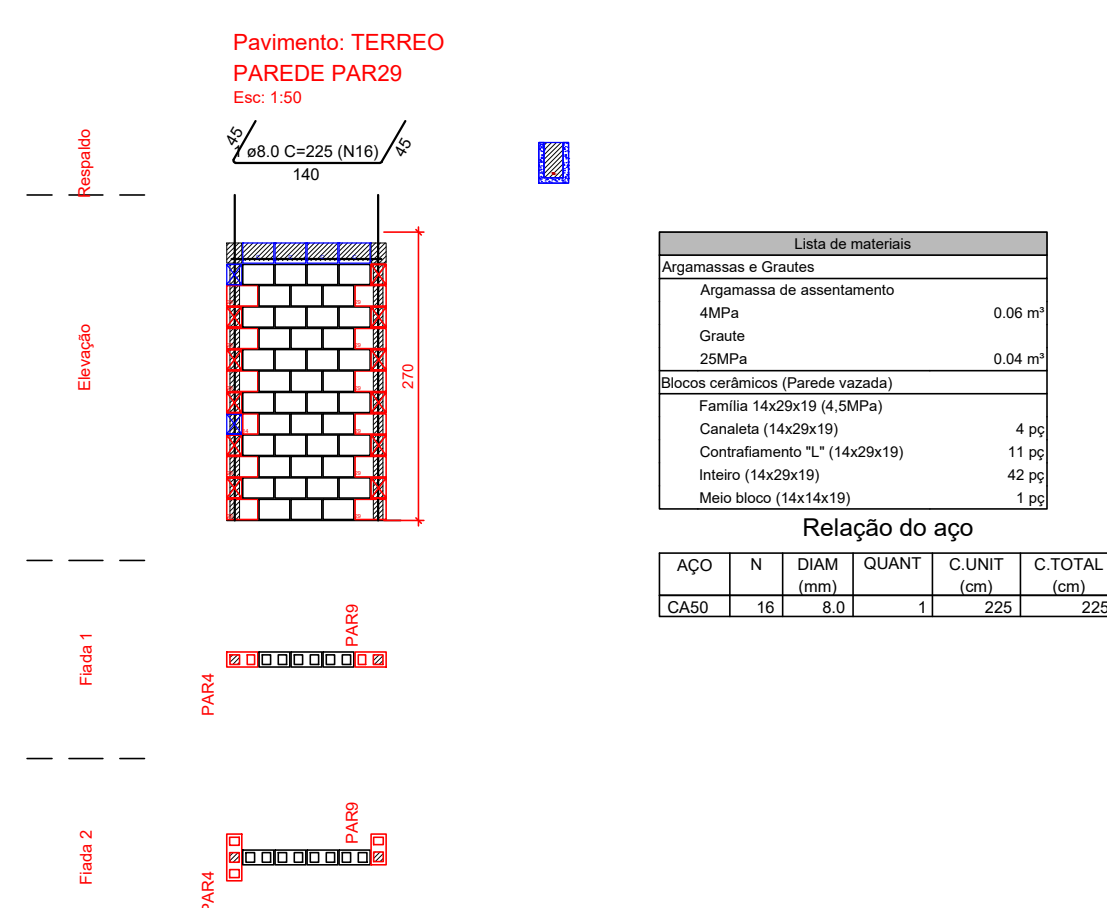 Pavimento: TERREO
PAREDE PAR29
Esc: 1:50
Respaldo
45
1 ø8.0 C=225 (N16)
45
140
Elevação
270
Lista de materiais
Argamassas e Grautes
Argamassa de assentamento
4MPa 0.06 m³
Graute
25MPa 0.04 m³
Blocos cerâmicos (Parede vazada)
Família 14x29x19 (4,5MPa)
Canaleta (14x29x19) 4 pç
Contrafiamento "L" (14x29x19) 11 pç
Inteiro (14x29x19) 42 pç
Meio bloco (14x14x19) 1 pç
Relação do aço
AÇO N DIAM QUANT C.UNIT C.TOTAL
(mm) (cm) (cm)
CA50 16 8.0 1 225 225
Fiada 1
PAR4
PAR9
Fiada 2
PAR4
PAR9